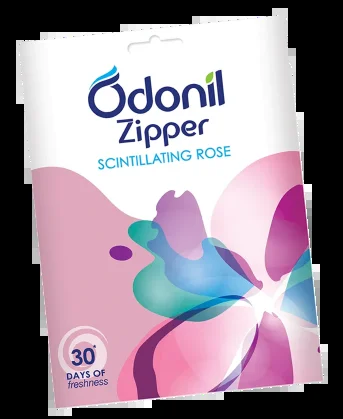 Odonil
Zipper
SCINTILLATING ROSE
30*
DAYS OF
freshness